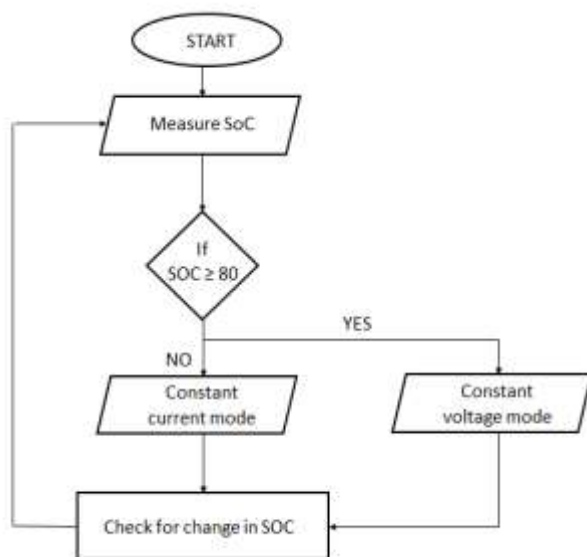 START
Measure SoC
If
SOC ≥ 80
YES
NO
Constant
current mode
Constant
voltage mode
Check for change in SOC